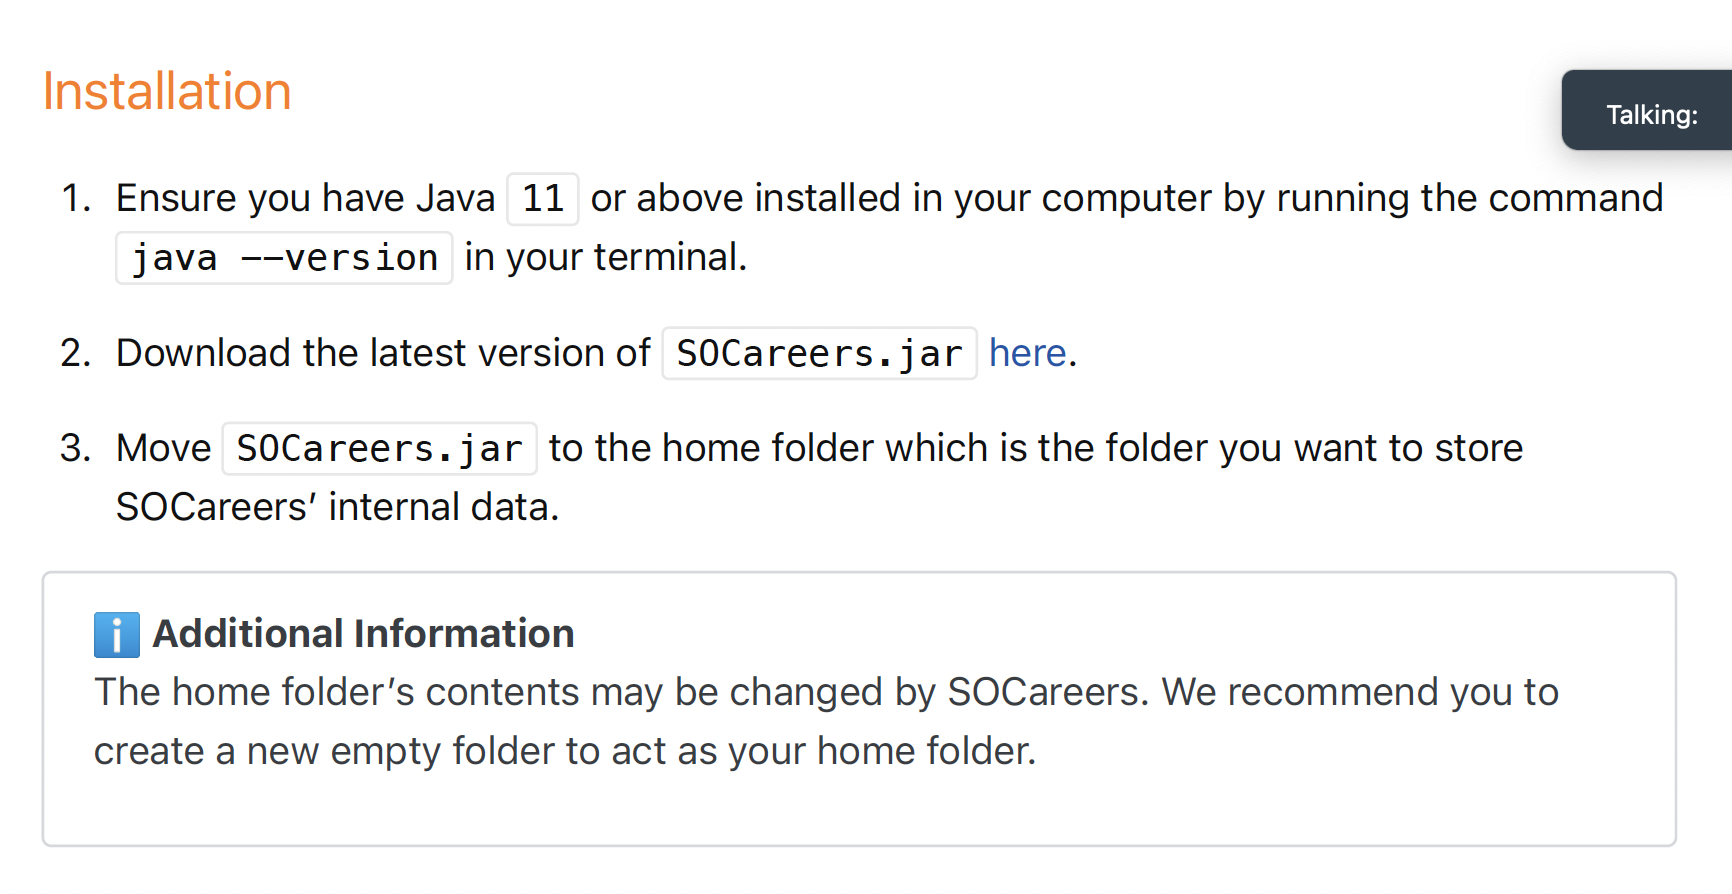 Installation
Talking:
1. Ensure you have Java 11 or above installed in your computer by running the command
java --version in your terminal.
2. Download the latest version of SOCareers.jar here.
3. Move SOCareers.jar to the home folder which is the folder you want to store
SOCareers’ internal data.
ℹ️ Additional Information
The home folder’s contents may be changed by SOCareers. We recommend you to
create a new empty folder to act as your home folder.